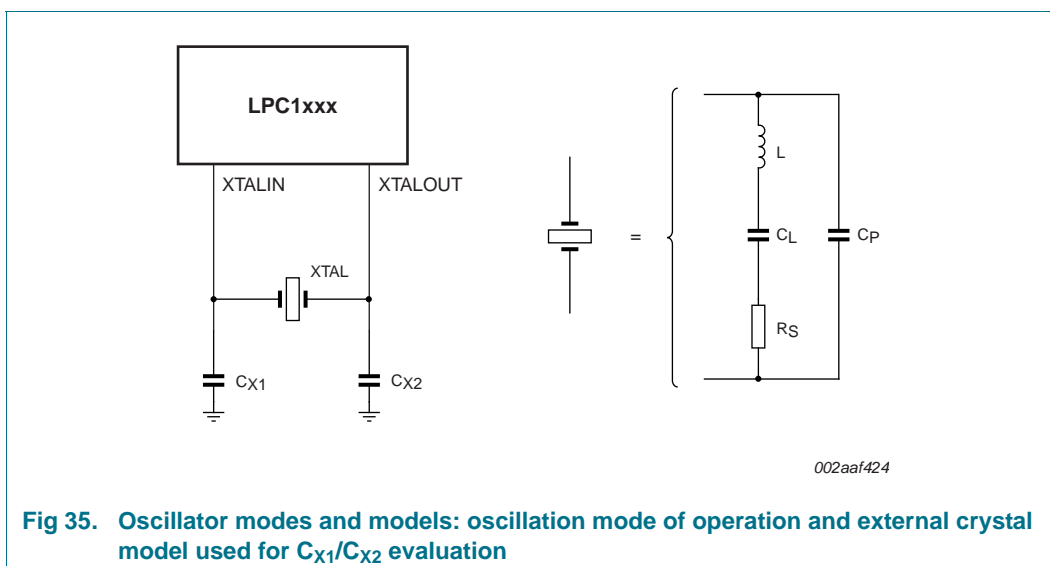 LPC1xxx
XTALIN
XTALOUT
XTAL
CX1
CX2
=
L
CL
CP
RS
002aaf424
Fig 35. Oscillator modes and models: oscillation mode of operation and external crystal
model used for CX1/CX2 evaluation